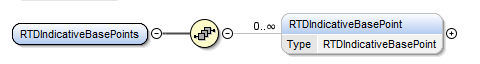 RTDIndicativeBasePoints
0..∞
RTDIndicativeBasePoint
Type RTDIndicativeBasePoint